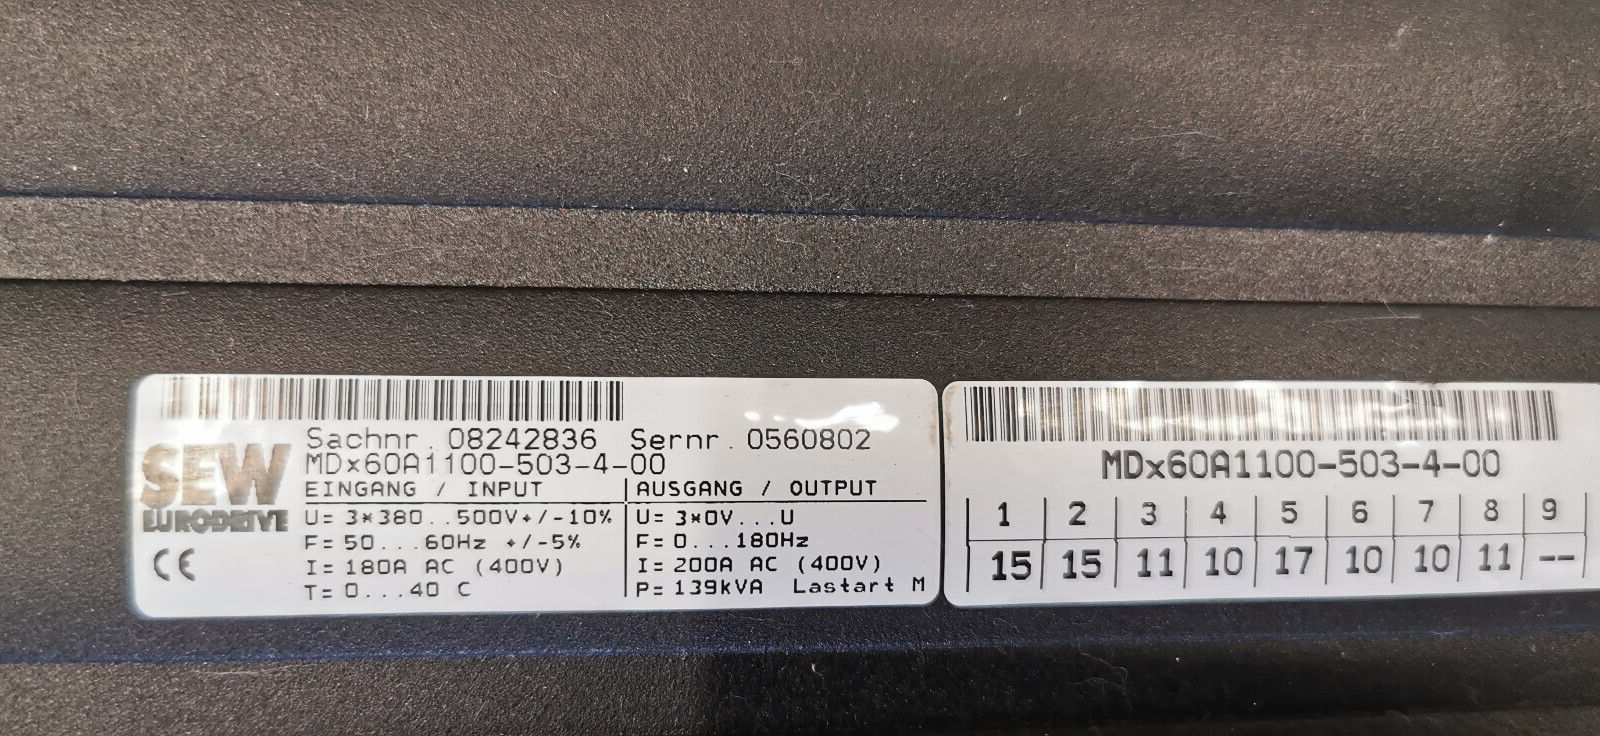 SEW
EURODRIVE
CE
Sachnr. 08242836 Sernr. 0560802
MDx60A1100-503-4-00
EINGANG / INPUT
U= 3*380..500V+/-10%
F= 50...60Hz +/-5%
I= 180A AC (400V)
T= 0...40 C
AUSGANG / OUTPUT
U= 3*0V...U
F= 0...180Hz
I= 200A AC (400V)
P= 139kVA Lastart M
MDx60A1100-503-4-00
1 2 3 4 5 6 7 8 9
15 15 11 10 17 10 10 11 --